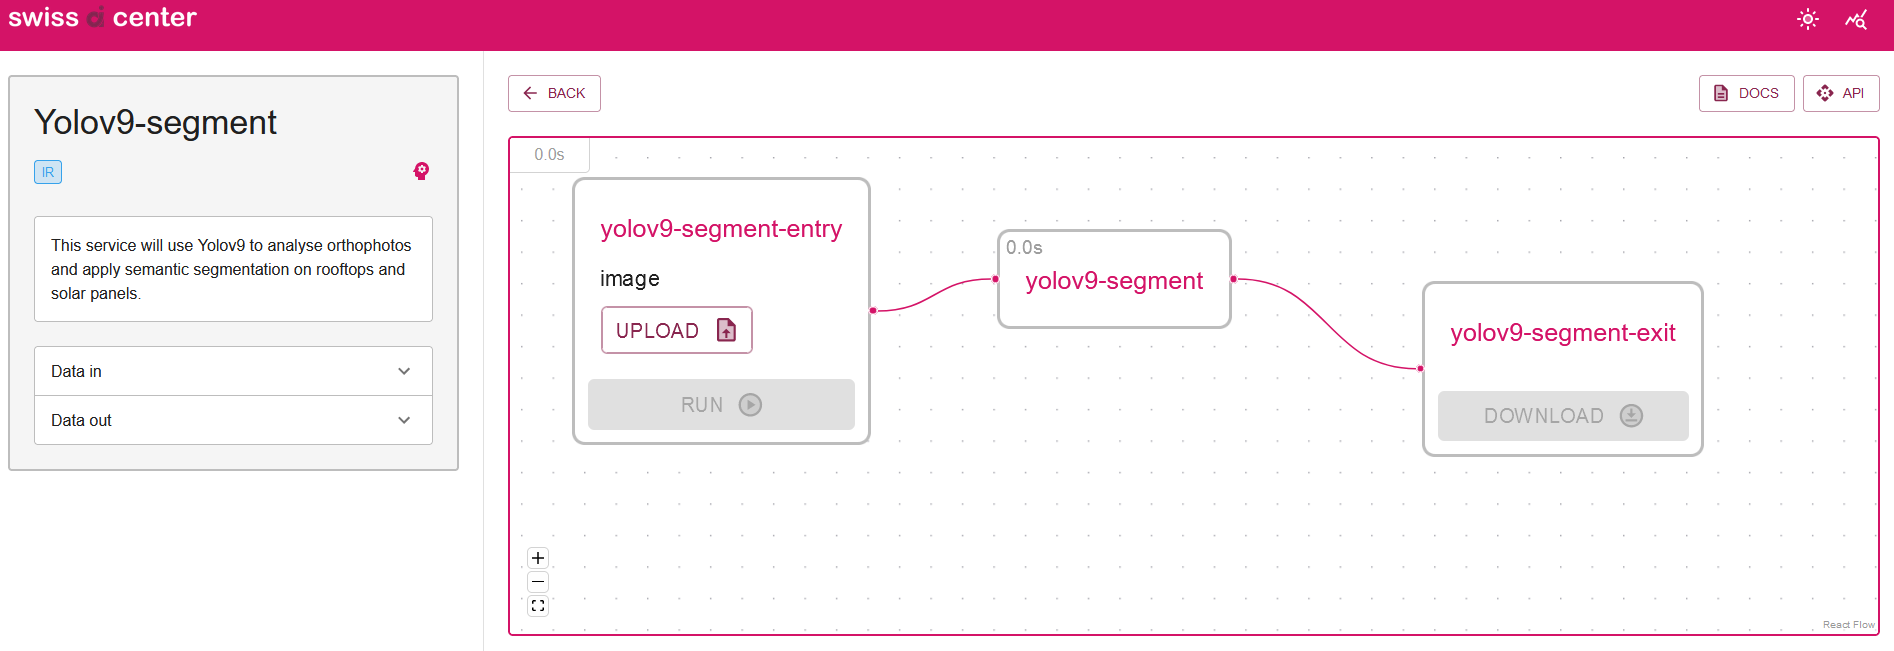 swiss ai center
Yolov9-segment
IR
This service will use Yolov9 to analyse orthophotos
and apply semantic segmentation on rooftops and
solar panels.
Data in
Data out
BACK
DOCS
API
0.0s
yolov9-segment-entry
image
UPLOAD
RUN
0.0s
yolov9-segment
yolov9-segment-exit
DOWNLOAD
React Flow